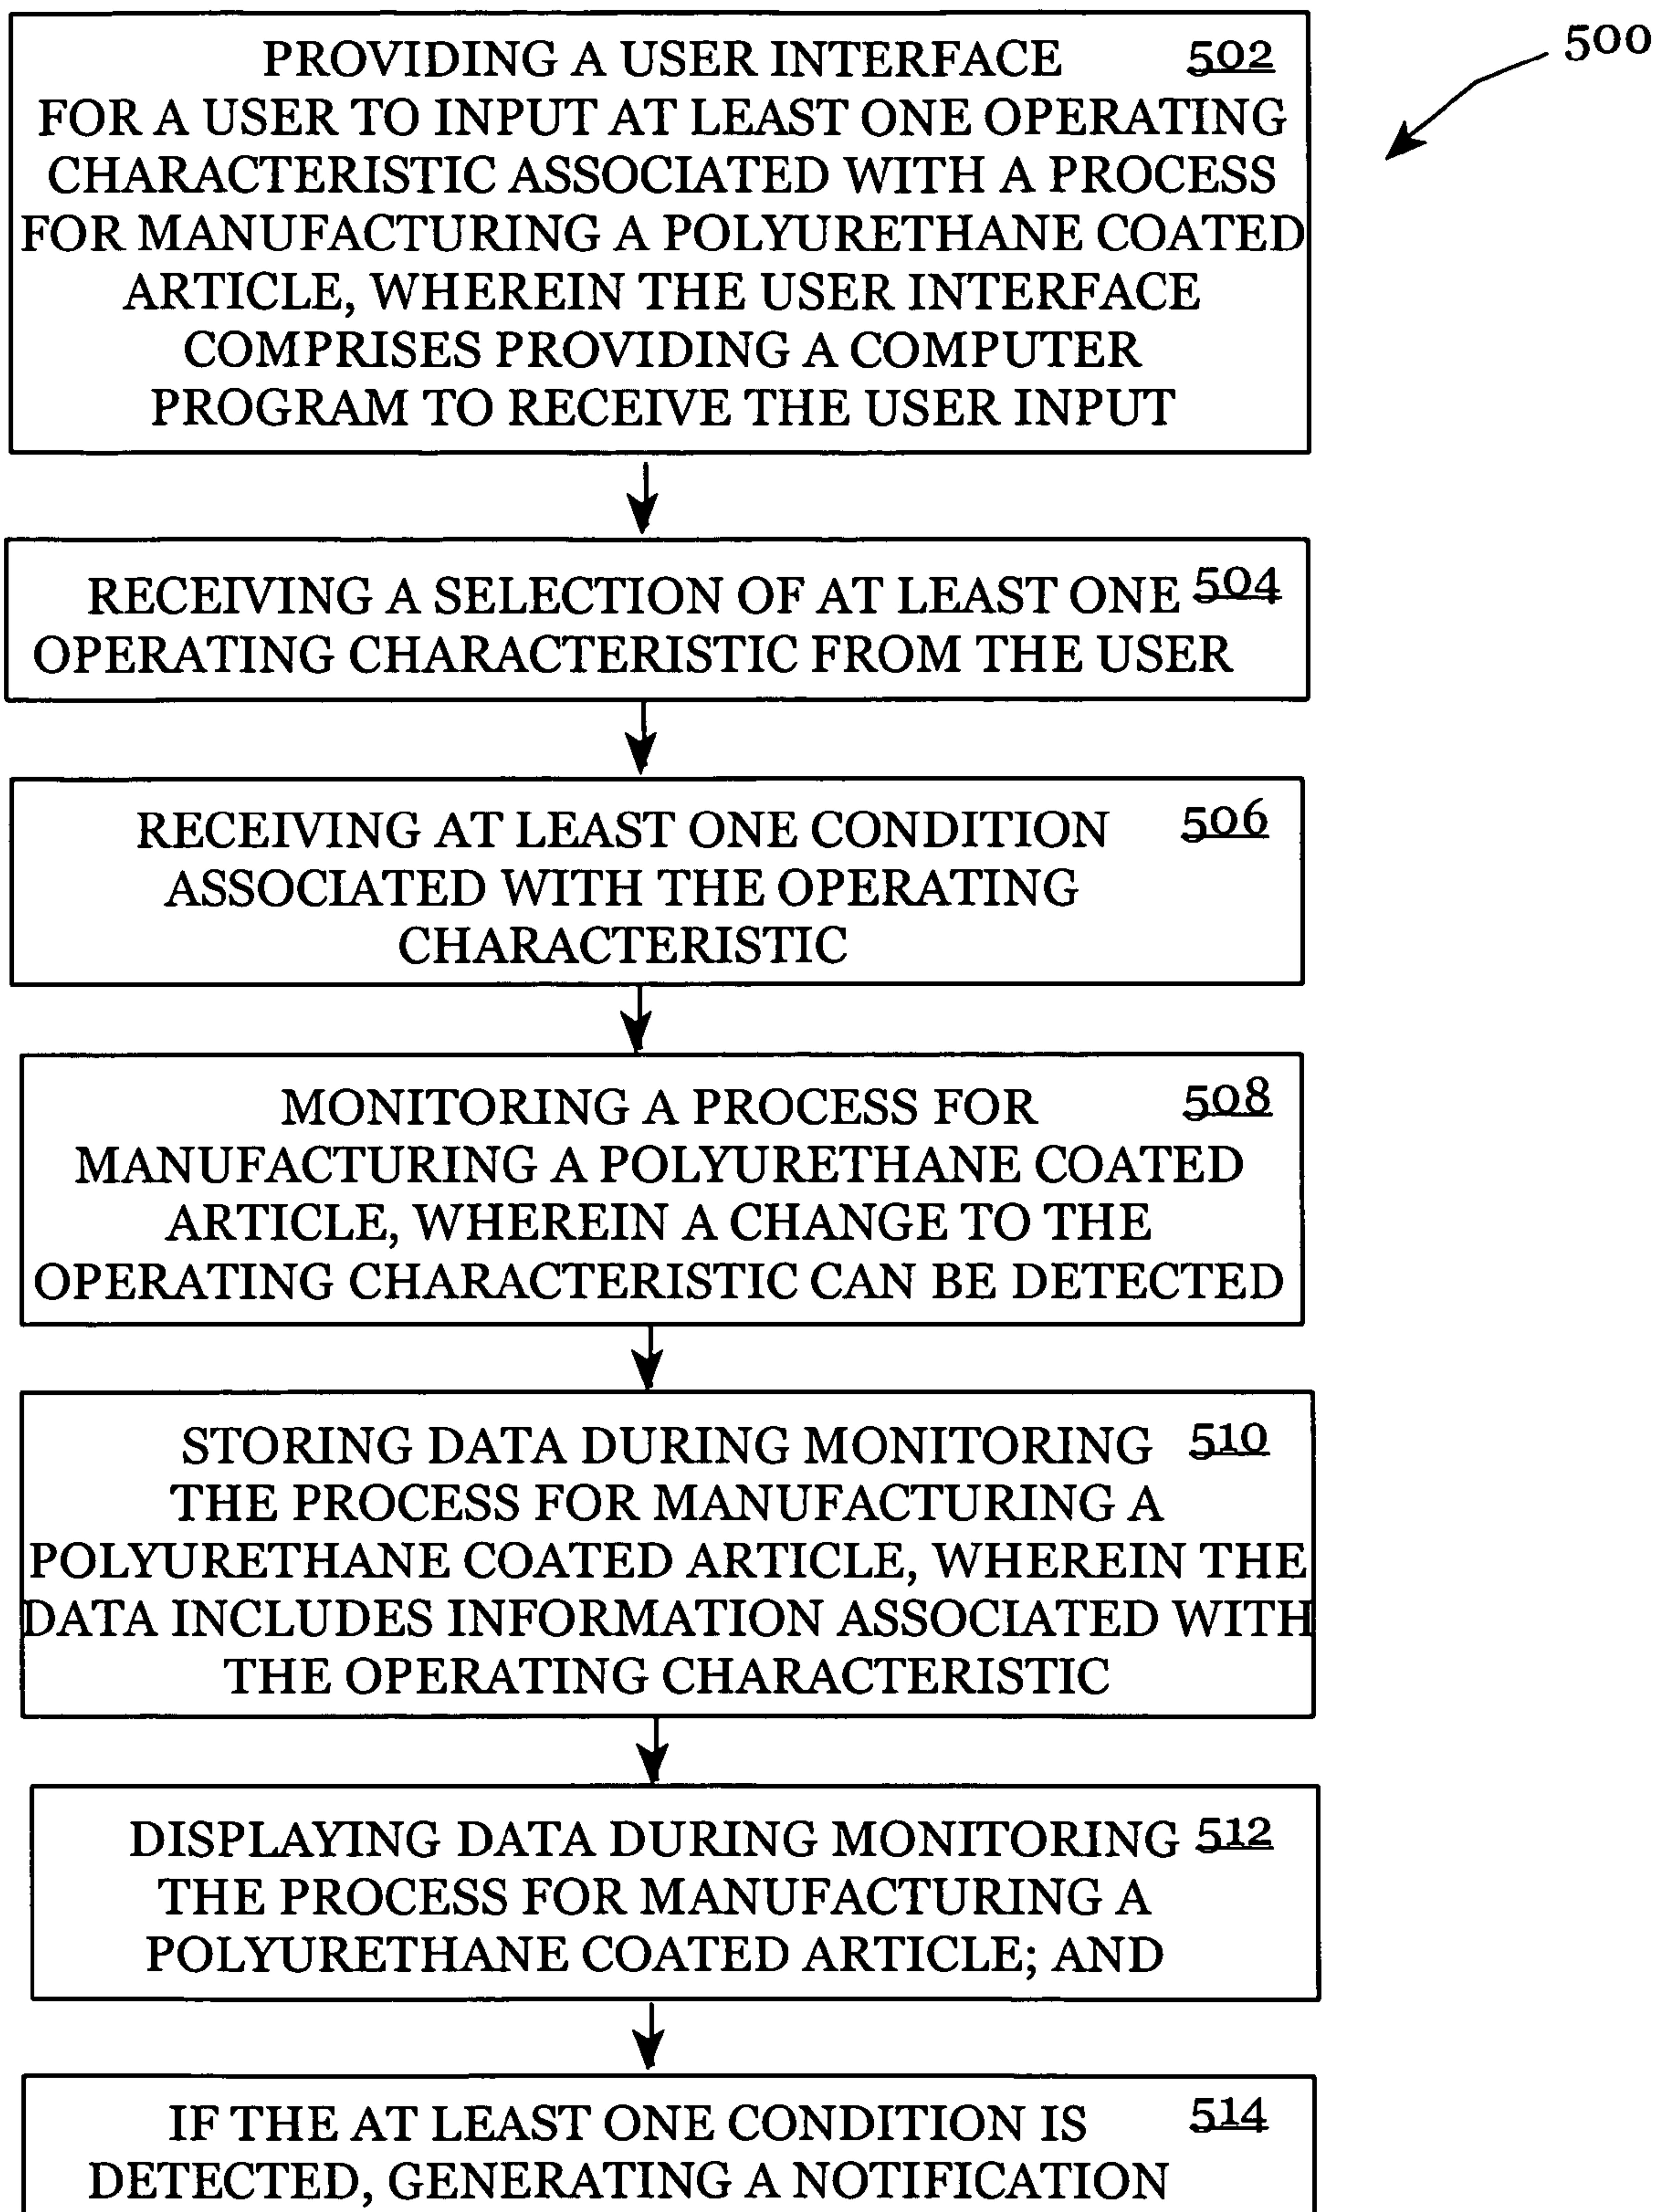 500
PROVIDING A USER INTERFACE 502
FOR A USER TO INPUT AT LEAST ONE OPERATING
CHARACTERISTIC ASSOCIATED WITH A PROCESS
FOR MANUFACTURING A POLYURETHANE COATED
ARTICLE, WHEREIN THE USER INTERFACE
COMPRISES PROVIDING A COMPUTER
PROGRAM TO RECEIVE THE USER INPUT
RECEIVING A SELECTION OF AT LEAST ONE 504
OPERATING CHARACTERISTIC FROM THE USER
RECEIVING AT LEAST ONE CONDITION 506
ASSOCIATED WITH THE OPERATING
CHARACTERISTIC
MONITORING A PROCESS FOR 508
MANUFACTURING A POLYURETHANE COATED
ARTICLE, WHEREIN A CHANGE TO THE
OPERATING CHARACTERISTIC CAN BE DETECTED
STORING DATA DURING MONITORING 510
THE PROCESS FOR MANUFACTURING A
POLYURETHANE COATED ARTICLE, WHEREIN THE
DATA INCLUDES INFORMATION ASSOCIATED WITH
THE OPERATING CHARACTERISTIC
DISPLAYING DATA DURING MONITORING 512
THE PROCESS FOR MANUFACTURING A
POLYURETHANE COATED ARTICLE; AND
IF THE AT LEAST ONE CONDITION IS 514
DETECTED, GENERATING A NOTIFICATION